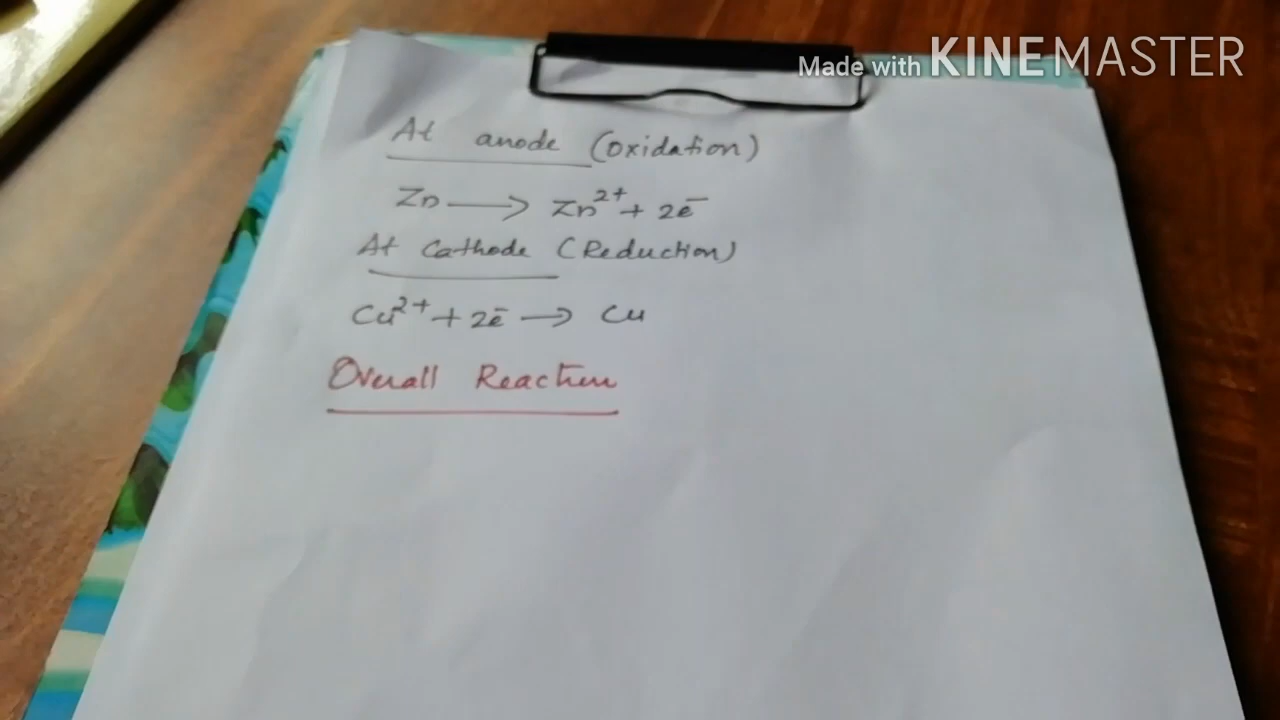 Made with KINEMASTER
At anode (Oxidation)
Zn ⟶ Zn²⁺ + 2e⁻
At Cathode (Reduction)
Cu²⁺ + 2e⁻ ⟶ Cu
Overall Reaction